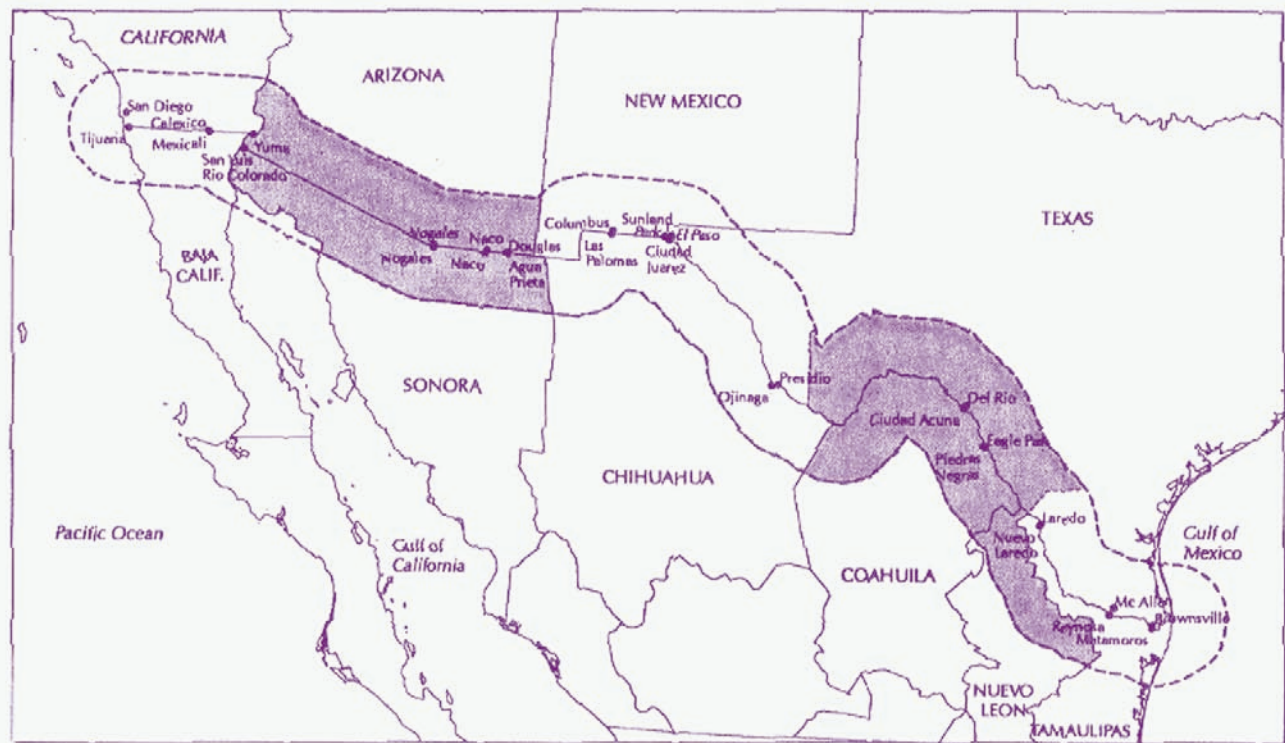 CALIFORNIA
ARIZONA
NEW MEXICO
TEXAS
San Diego
Calexico
Tijuana
Mexicali
Yuma
San Luis
Rio Colorado
Nogales
Nogales
Naco
Naco
Douglas
Agua
Prieta
Columbus
Las
Palomas
Sunland
Park
El Paso
Ciudad
Juarez
BAJA
CALIF.
SONORA
Ojinaga
Presidio
Ciudad Acuna
Del Rio
Eagle Pass
Piedras
Negras
CHIHUAHUA
Pacific Ocean
Gulf of
California
COAHUILA
Nuevo
Laredo
Laredo
Gulf of
Mexico
Mc Allen
Reynosa
Matamoros
Brownsville
NUEVO
LEON
TAMAULIPAS